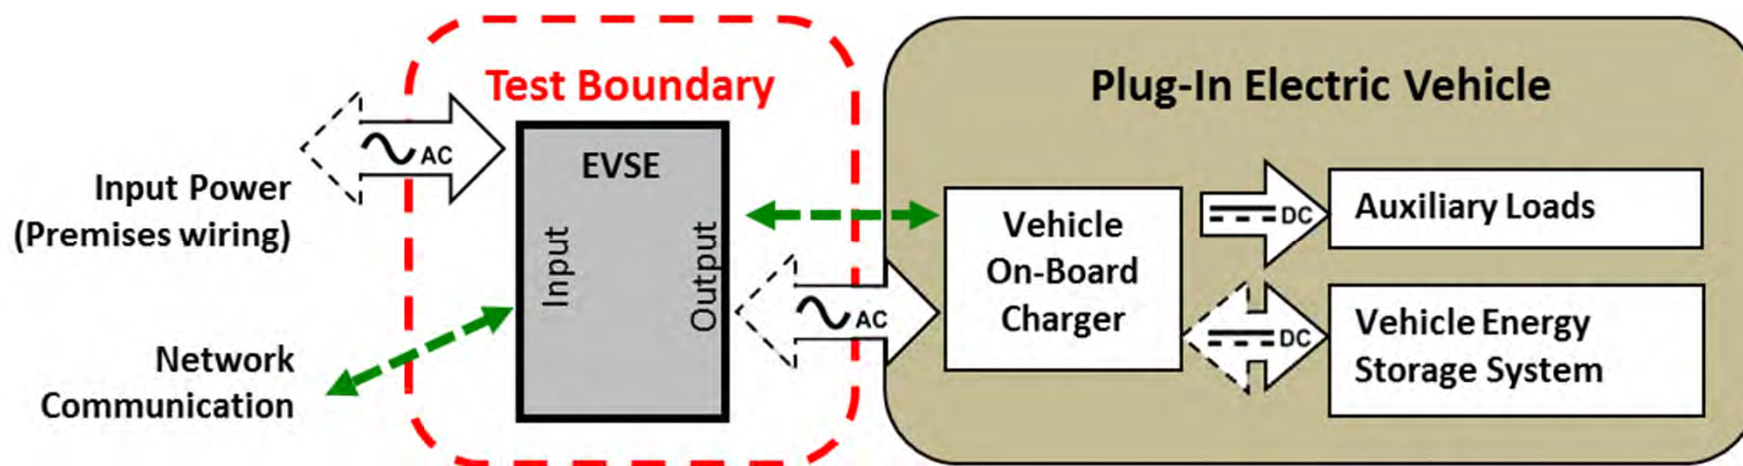 Test Boundary
Plug-In Electric Vehicle
AC
Input Power
(Premises wiring)
EVSE
Input
Output
Network
Communication
AC
Vehicle
On-Board
Charger
DC
Auxiliary Loads
DC
Vehicle Energy
Storage System